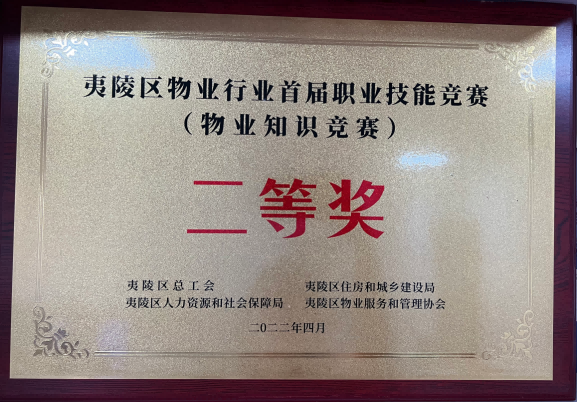 夷陵区物业行业首届职业技能竞赛
（物业知识竞赛）
二等奖
夷陵区总工会 夷陵区住房和城乡建设局
夷陵区人力资源和社会保障局 夷陵区物业服务和管理协会
二〇二二年四月